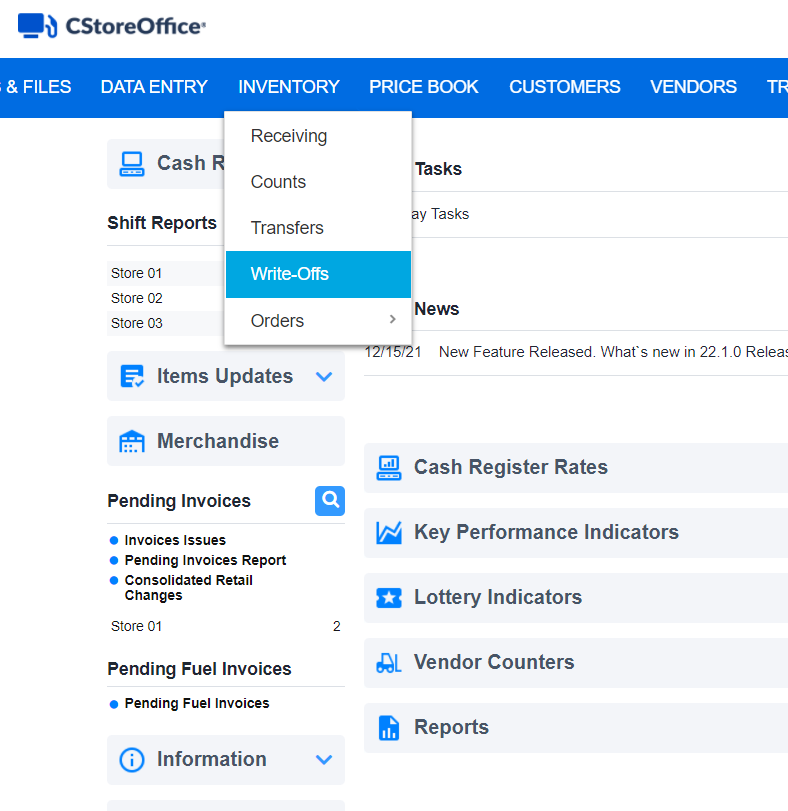 CStoreOffice®
& FILES
DATA ENTRY
INVENTORY
PRICE BOOK
CUSTOMERS
VENDORS
TR
Receiving
Counts
Transfers
Write-Offs
Orders
Cash R
Shift Reports
Store 01
Store 02
Store 03
Items Updates
Merchandise
Pending Invoices
Invoices Issues
Pending Invoices Report
Consolidated Retail
Changes
Store 01 2
Pending Fuel Invoices
Pending Fuel Invoices
Information
Tasks
ay Tasks
News
12/15/21 New Feature Released. What`s new in 22.1.0 Releas
Cash Register Rates
Key Performance Indicators
Lottery Indicators
Vendor Counters
Reports